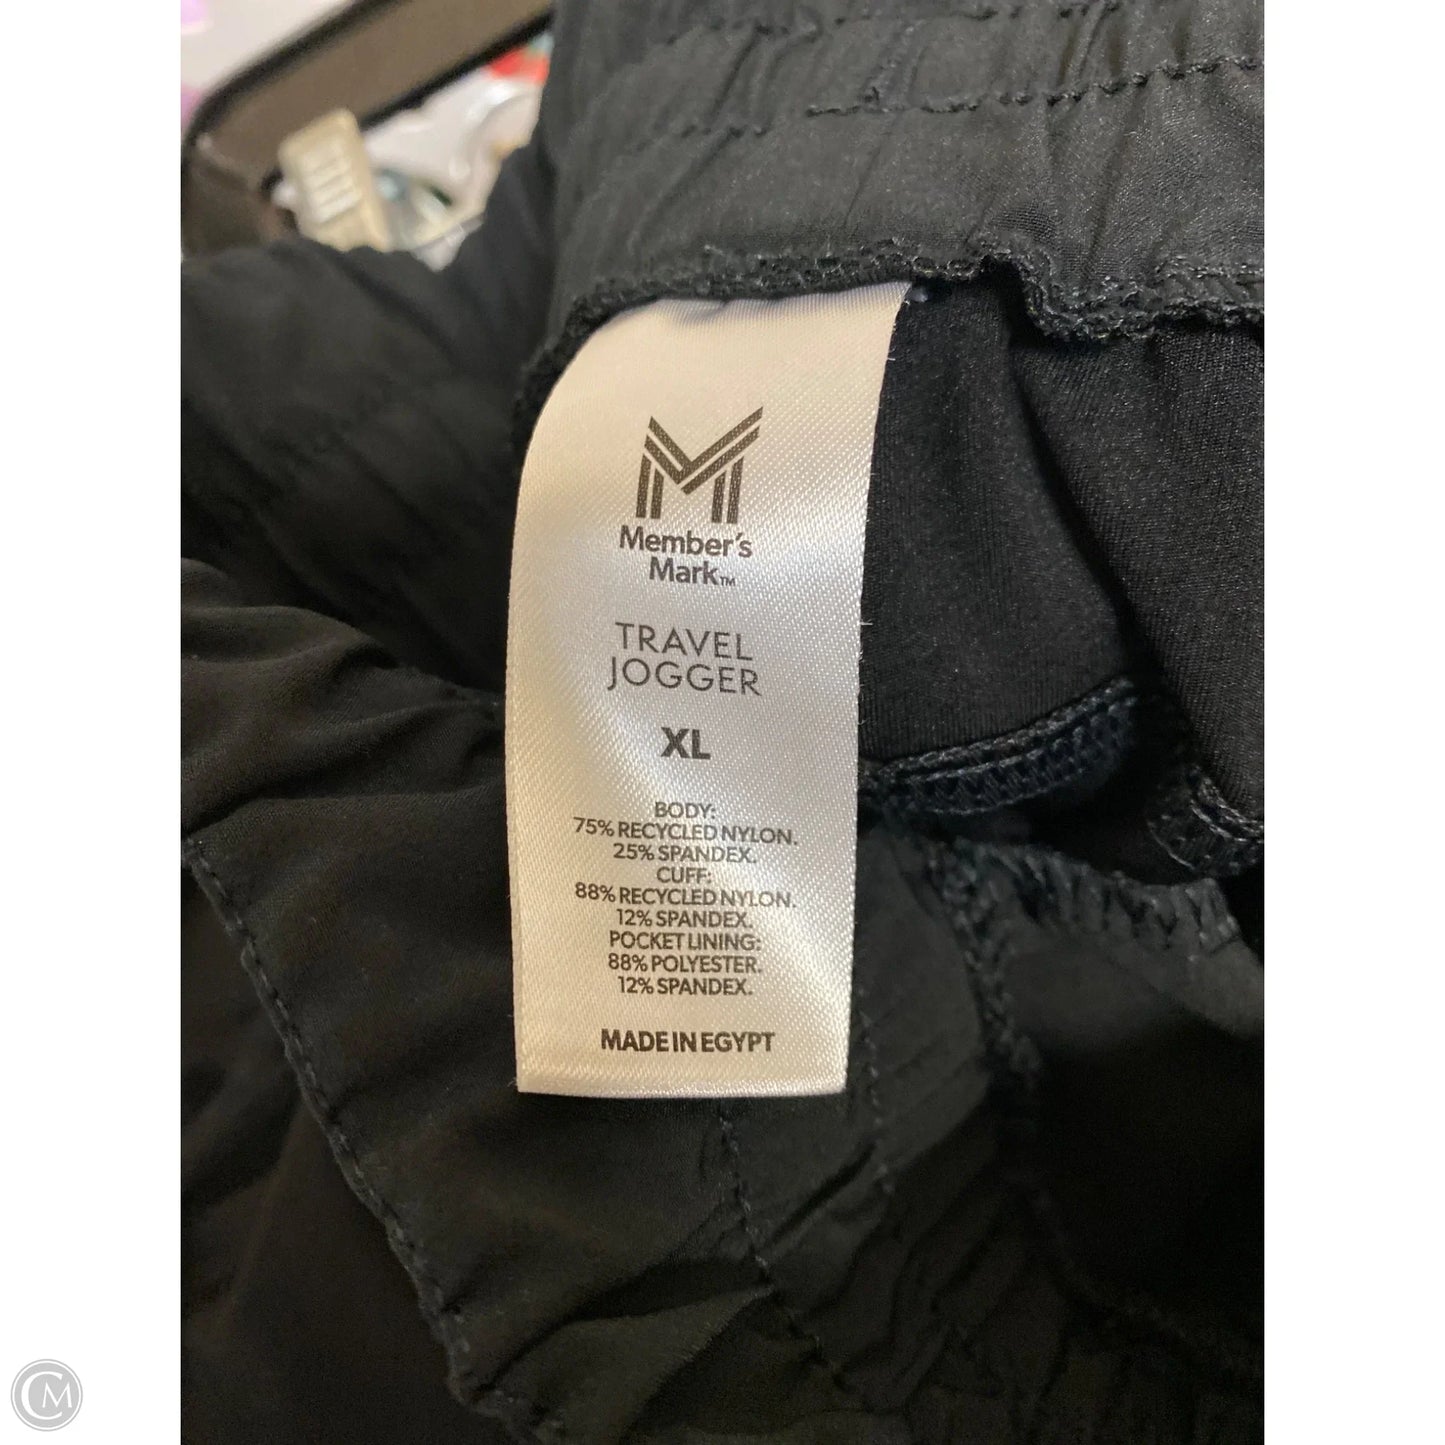 Member's
Mark™
TRAVEL
JOGGER
XL
BODY:
75% RECYCLED NYLON.
25% SPANDEX.
CUFF:
88% RECYCLED NYLON.
12% SPANDEX.
POCKET LINING:
88% POLYESTER.
12% SPANDEX.
MADE IN EGYPT
CM